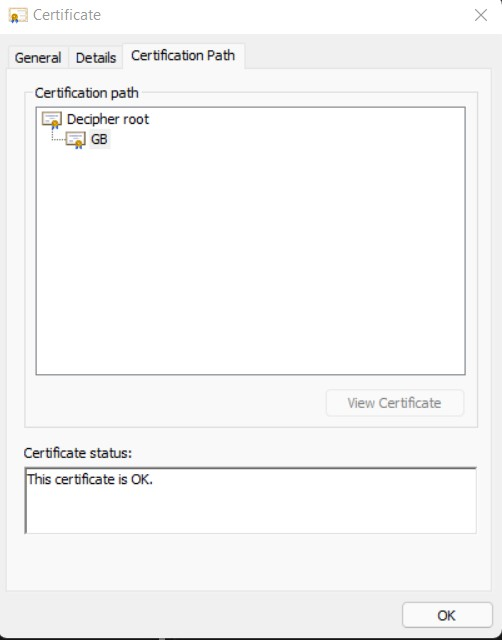 Certificate
General Details Certification Path
Certification path
Decipher root
GB
View Certificate
Certificate status:
This certificate is OK.
OK